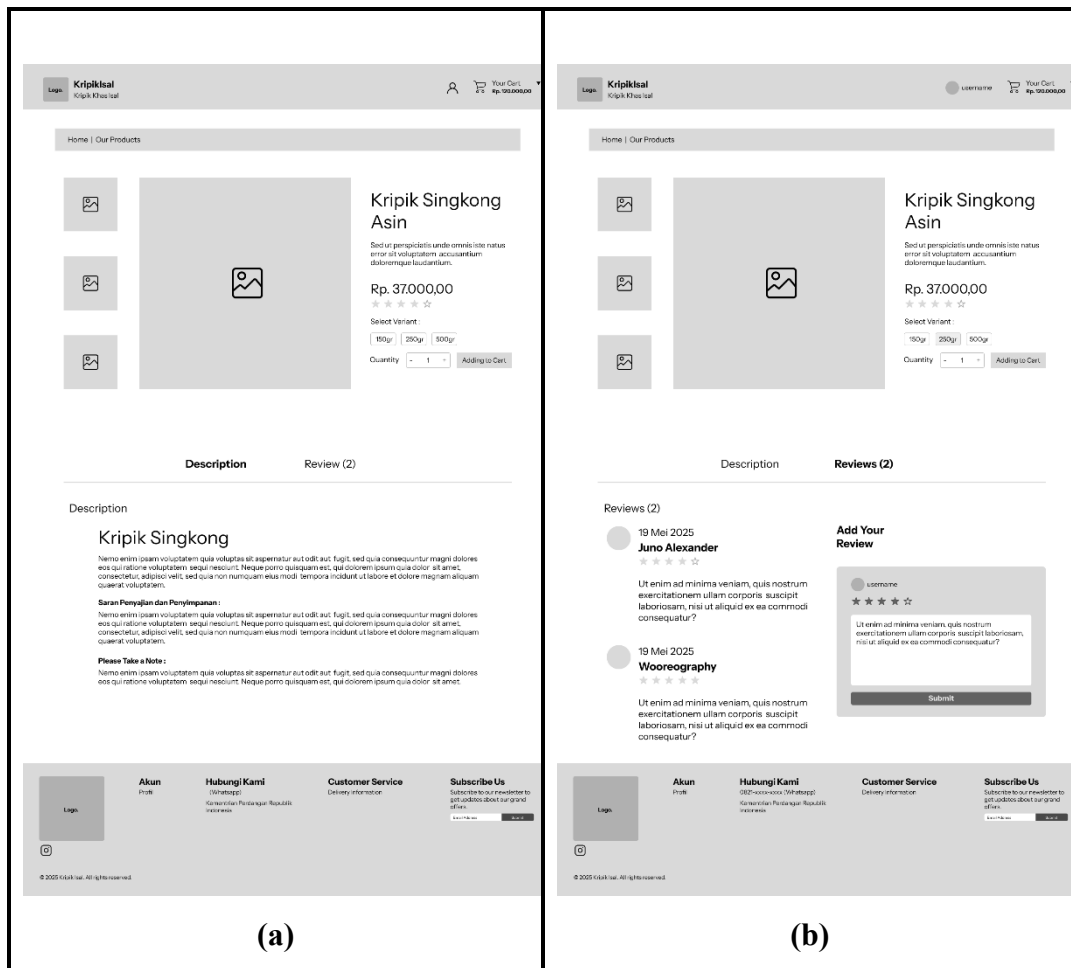 Logo.
KripikIsal
Kripik Khas Isal
Your Cart
Rp. 120.000,00
Home | Our Products
Kripik Singkong
Asin
Sed ut perspiciatis unde omnis iste natus
error sit voluptatem accusantium
doloremque laudantium.
Rp. 37.000,00
Select Variant :
150gr 250gr 500gr
Quantity - 1 + Adding to Cart
Description Review (2)
Description
Kripik Singkong
Nemo enim ipsam voluptatem quia voluptas sit aspernatur aut odit aut fugit, sed quia consequuntur magni dolores
eos qui ratione voluptatem sequi nesciunt. Neque porro quisquam est, qui dolorem ipsum quia dolor sit amet,
consectetur, adipisci velit, sed quia non numquam eius modi tempora incidunt ut labore et dolore magnam aliquam
quaerat voluptatem.
Saran Penyajian dan Penyimpanan :
Nemo enim ipsam voluptatem quia voluptas sit aspernatur aut odit aut fugit, sed quia consequuntur magni dolores
eos qui ratione voluptatem sequi nesciunt. Neque porro quisquam est, qui dolorem ipsum quia dolor sit amet,
consectetur, adipisci velit, sed quia non numquam eius modi tempora incidunt ut labore et dolore magnam aliquam
quaerat voluptatem.
Please Take a Note :
Nemo enim ipsam voluptatem quia voluptas sit aspernatur aut odit aut fugit, sed quia consequuntur magni dolores
eos qui ratione voluptatem sequi nesciunt. Neque porro quisquam est, qui dolorem ipsum quia dolor sit amet,
Logo.
Akun
Profil
Hubungi Kami
(Whatsapp)
Kementrian Perdangan Republik
Indonesia
Customer Service
Delivery Information
Subscribe Us
Subscribe to our newsletter to
get updates about our grand
offers.
Email Address Submit
© 2025 KripikIsal. All rights reserved.
(a)
Logo.
KripikIsal
Kripik Khas Isal
username
Your Cart
Rp. 120.000,00
Home | Our Products
Kripik Singkong
Asin
Sed ut perspiciatis unde omnis iste natus
error sit voluptatem accusantium
doloremque laudantium.
Rp. 37.000,00
Select Variant :
150gr 250gr 500gr
Quantity - 1 + Adding to Cart
Description Reviews (2)
Reviews (2)
19 Mei 2025
Juno Alexander
Ut enim ad minima veniam, quis nostrum
exercitationem ullam corporis suscipit
laboriosam, nisi ut aliquid ex ea commodi
consequatur?
19 Mei 2025
Wooreography
Ut enim ad minima veniam, quis nostrum
exercitationem ullam corporis suscipit
laboriosam, nisi ut aliquid ex ea commodi
consequatur?
Add Your
Review
username
Ut enim ad minima veniam, quis nostrum
exercitationem ullam corporis suscipit laboriosam,
nisi ut aliquid ex ea commodi consequatur?
Submit
Logo.
Akun
Profil
Hubungi Kami
0821-xxxx-xxxx (Whatsapp)
Kementrian Perdangan Republik
Indonesia
Customer Service
Delivery Information
Subscribe Us
Subscribe to our newsletter to
get updates about our grand
offers.
Email Address Submit
© 2025 KripikIsal. All rights reserved.
(b)